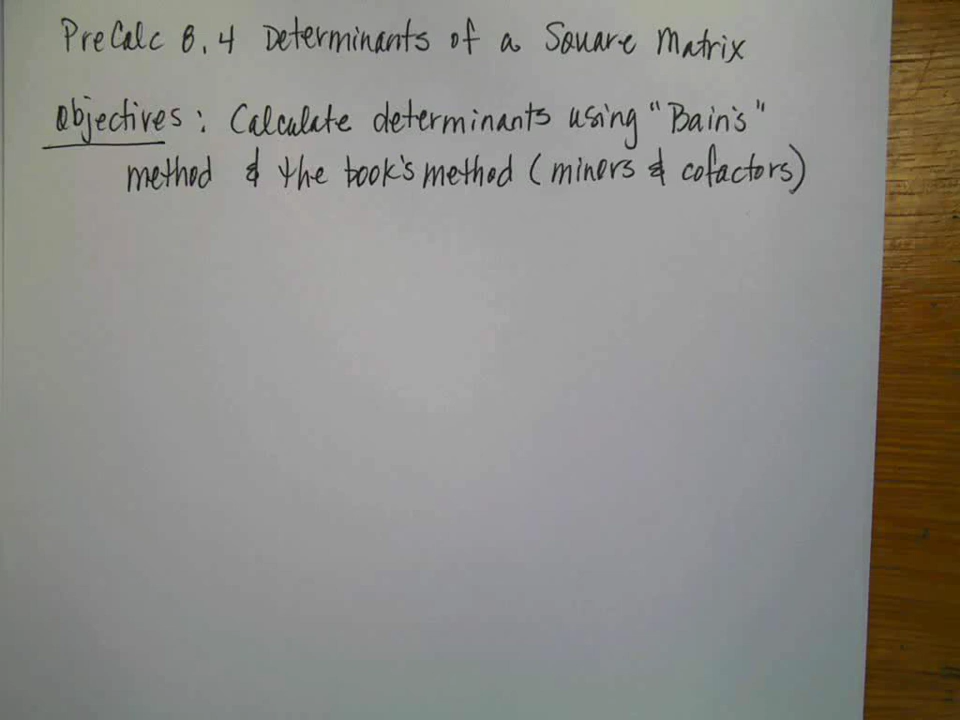 PreCalc 8.4 Determinants of a Square Matrix
Objectives: Calculate determinants using "Bain's"
method & the book's method (minors & cofactors)